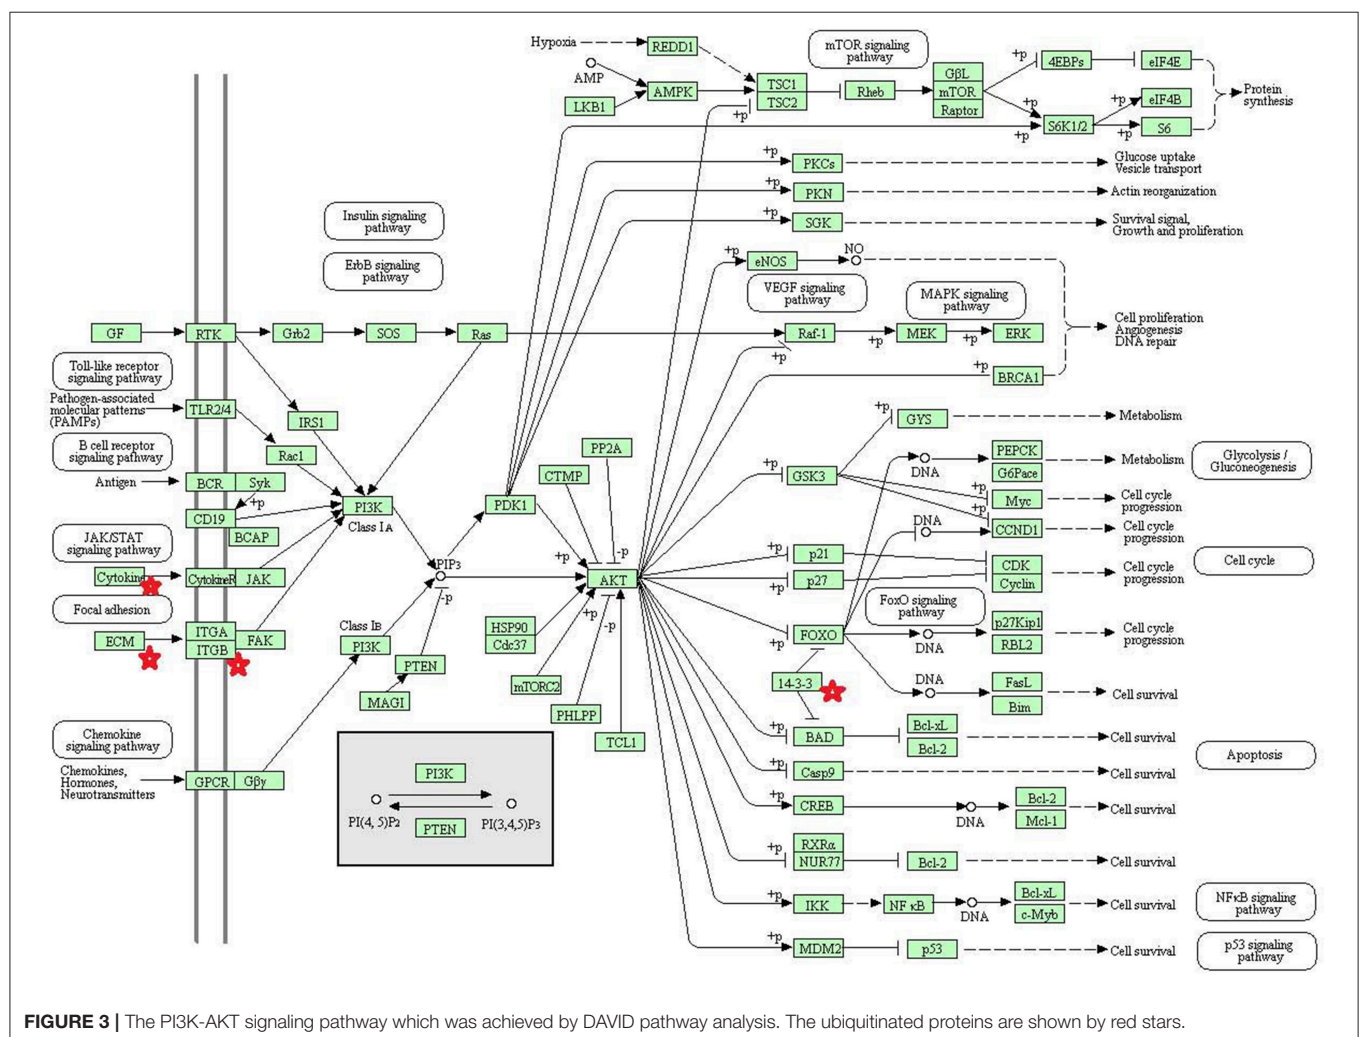 Hypoxia
REDD1
mTOR signaling
pathway
AMP
LKB1
AMPK
TSC1
TSC2
+p
Rheb
GβL
mTOR
Raptor
+p
4EBPs
eIF4E
+p
S6K1/2
+p
+p
eIF4B
+p
S6
Protein
synthesis
+p
PKCs
Glucose uptake
Vesicle transport
+p
PKN
Actin reorganization
+p
SGK
Survival signal,
Growth and proliferation
Insulin signaling
pathway
ErbB signaling
pathway
+p
eNOS
NO
VEGF signaling
pathway
MAPK signaling
pathway
GF
RTK
Grb2
SOS
Ras
Raf-1
+p
+p
MEK
+p
ERK
Cell proliferation
Angiogenesis
DNA repair
+p
BRCA1
Toll-like receptor
signaling pathway
Pathogen-associated
molecular patterns
(PAMPs)
TLR2/4
IRS1
Rac1
B cell receptor
signaling pathway
Antigen
BCR
Syk
+p
CD19
BCAP
PI3K
Class IA
JAK/STAT
signaling pathway
Cytokine
CytokineR
JAK
Focal adhesion
ECM
ITGA
ITGB
FAK
Chemokine
signaling pathway
Chemokines,
Hormones,
Neurotransmitters
GPCR
Gβγ
PIP3
-p
Class IB
PI3K
PTEN
MAGI
PDK1
CTMP
PP2A
+p
-p
AKT
HSP90
Cdc37
+p
-p
mTORC2
PHLPP
TCL1
PI3K
PI(4, 5)P2
PI(3,4,5)P3
PTEN
+p
GYS
Metabolism
+p
GSK3
DNA
PEPCK
G6Pace
Metabolism
Glycolysis /
Gluconeogenesis
+p
Myc
Cell cycle
progression
DNA
+p
CCND1
Cell cycle
progression
+p
p21
+p
p27
CDK
Cyclin
Cell cycle
progression
Cell cycle
FoxO signaling
pathway
+p
FOXO
DNA
p27Kip1
RBL2
Cell cycle
progression
14-3-3
DNA
FasL
Bim
Cell survival
+p
BAD
Bcl-xL
Bcl-2
Cell survival
Apoptosis
+p
Casp9
Cell survival
+p
CREB
DNA
Bcl-2
Mcl-1
Cell survival
+p
RXRα
NUR77
Bcl-2
Cell survival
+p
IKK
NFκB
DNA
Bcl-xL
c-Myb
Cell survival
NFκB signaling
pathway
+p
MDM2
p53
Cell survival
p53 signaling
pathway
FIGURE 3 | The PI3K-AKT signaling pathway which was achieved by DAVID pathway analysis. The ubiquitinated proteins are shown by red stars.